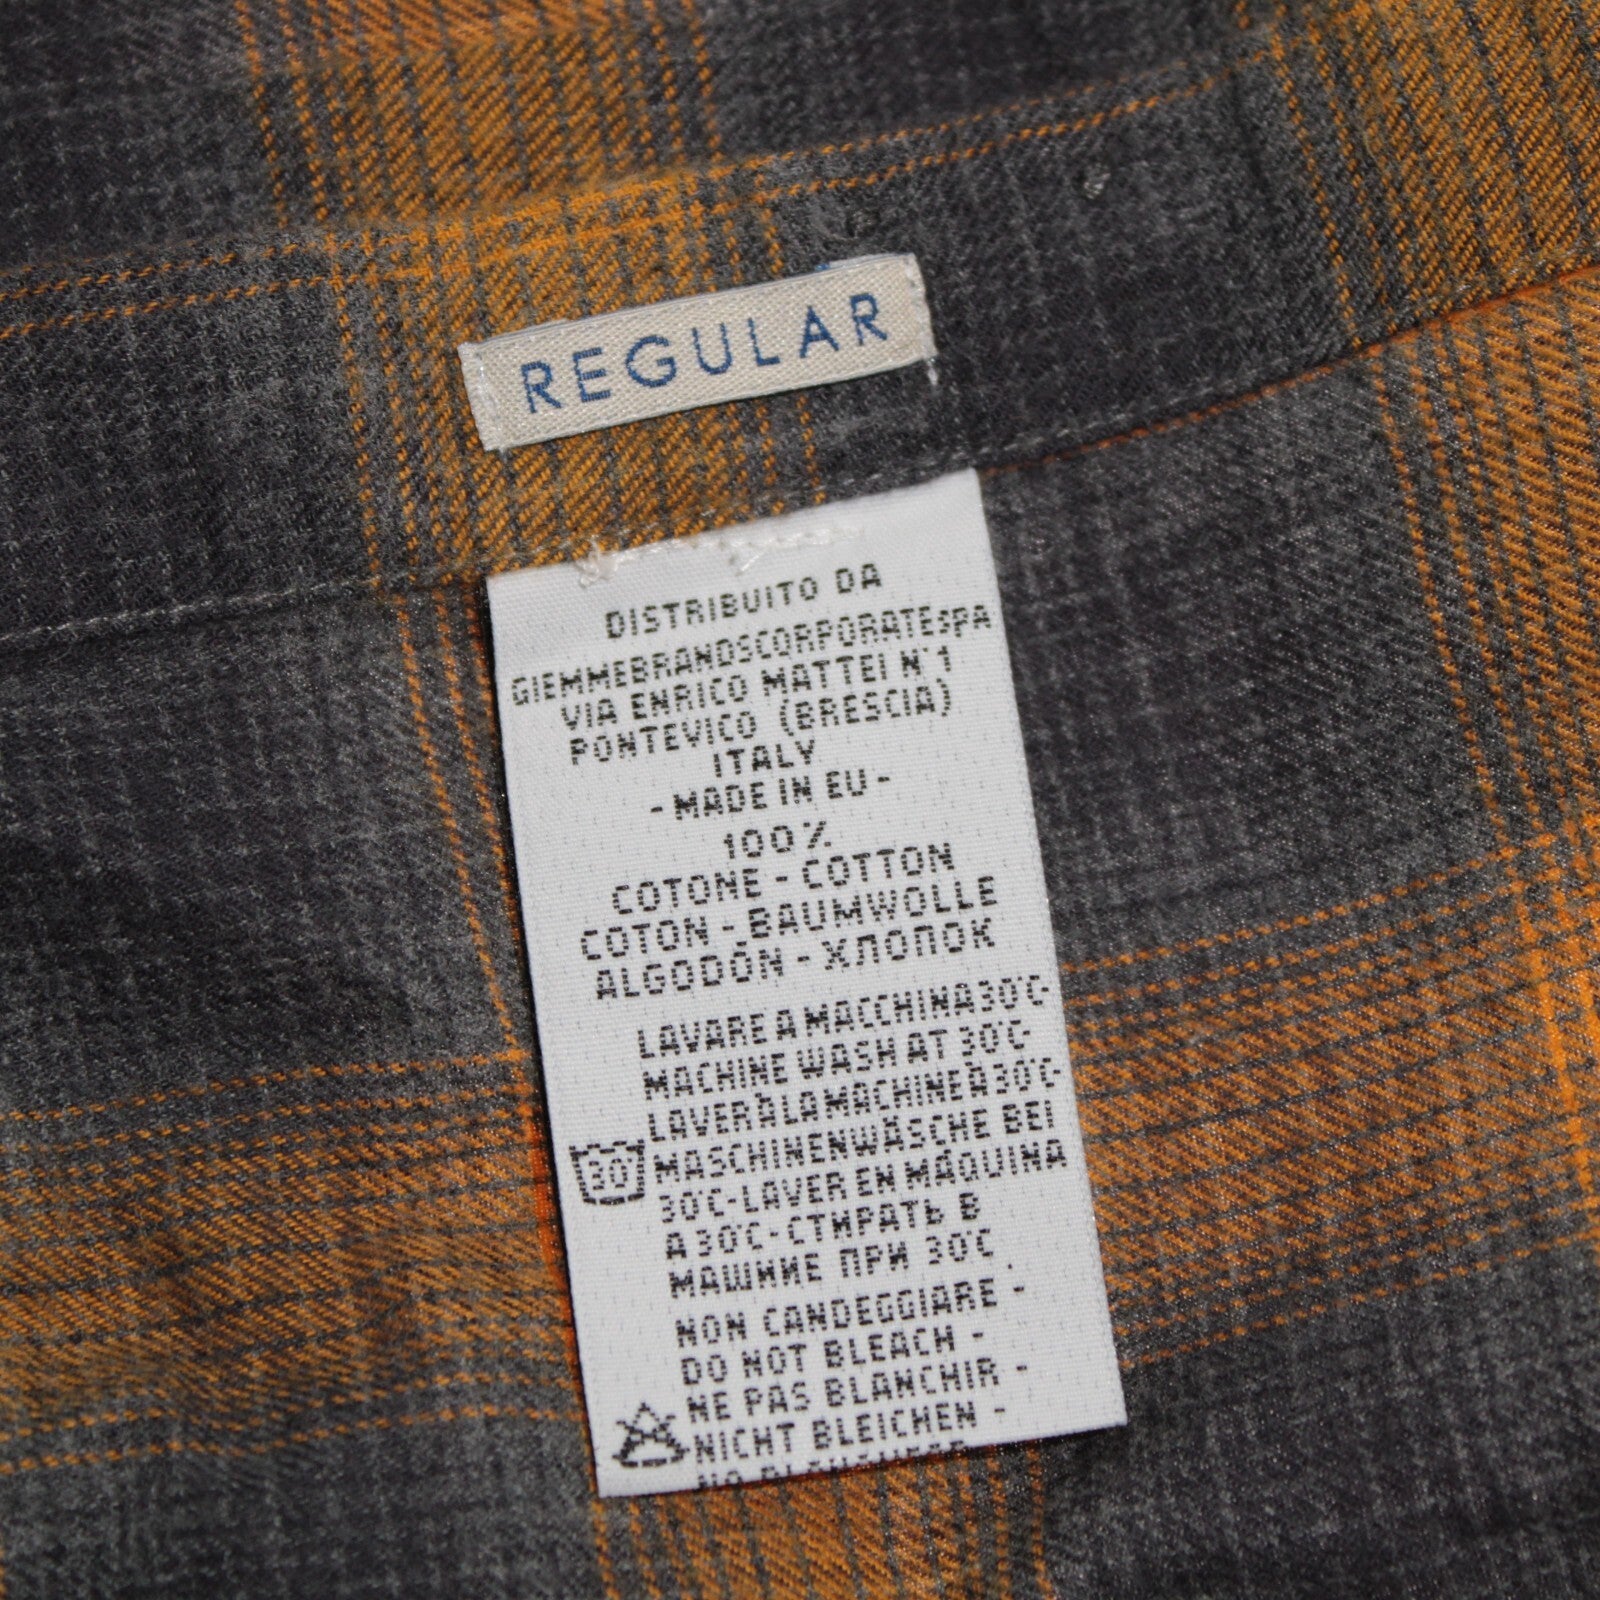 REGULAR
DISTRIBUITO DA
GIEMMEBRANDSCORPORATESPA
VIA ENRICO MATTEI N°1
PONTEVICO (BRESCIA)
ITALY
- MADE IN EU -
100%
COTONE - COTTON
COTON - BAUMWOLLE
ALGODÓN - ХЛОПОК
LAVARE A MACCHINA 30°C-
MACHINE WASH AT 30°C-
LAVER À LA MACHINE À 30°C-
30° MASCHINENWÄSCHE BEI
30°C-LAVER EN MÁQUINA
A 30°C-СТИРАТЬ В
МАШИНЕ ПРИ 30°C
NON CANDEGGIARE -
DO NOT BLEACH -
NE PAS BLANCHIR -
NICHT BLEICHEN -